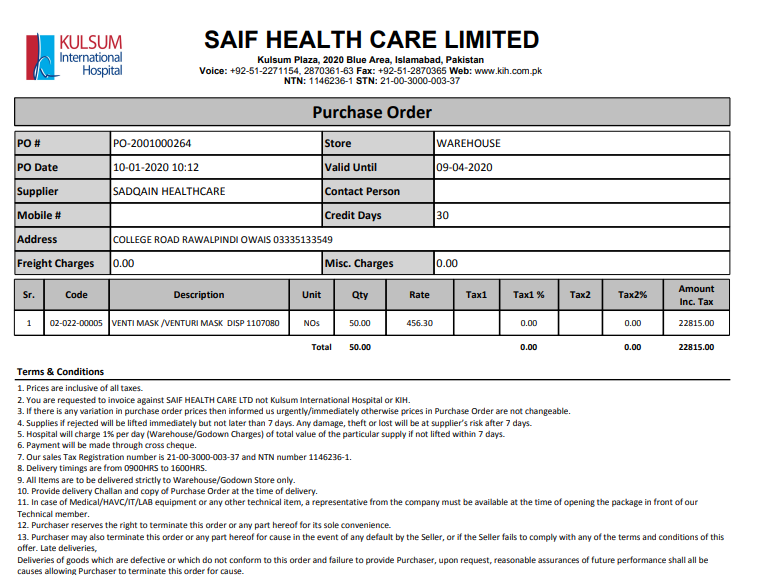 KULSUM
International
Hospital
SAIF HEALTH CARE LIMITED
Kulsum Plaza, 2020 Blue Area, Islamabad, Pakistan
Voice: +92-51-2271154, 2870361-63 Fax: +92-51-2870365 Web: www.kih.com.pk
NTN: 1146236-1 STN: 21-00-3000-003-37
Purchase Order
PO # PO-2001000264 Store WAREHOUSE
PO Date 10-01-2020 10:12 Valid Until 09-04-2020
Supplier SADQAIN HEALTHCARE Contact Person
Mobile # Credit Days 30
Address COLLEGE ROAD RAWALPINDI OWAIS 03335133549
Freight Charges 0.00 Misc. Charges 0.00
Sr. Code Description Unit Qty Rate Tax1 Tax1 % Tax2 Tax2% Amount Inc. Tax
1 02-022-00005 VENTI MASK /VENTURI MASK DISP 1107080 NOs 50.00 456.30 0.00 0.00 22815.00
Total 50.00 0.00 0.00 22815.00
Terms & Conditions
1. Prices are inclusive of all taxes.
2. You are requested to invoice against SAIF HEALTH CARE LTD not Kulsum International Hospital or KIH.
3. If there is any variation in purchase order prices then informed us urgently/immediately otherwise prices in Purchase Order are not changeable.
4. Supplies if rejected will be lifted immediately but not later than 7 days. Any damage, theft or lost will be at supplier's risk after 7 days.
5. Hospital will charge 1% per day (Warehouse/Godown Charges) of total value of the particular supply if not lifted within 7 days.
6. Payment will be made through cross cheque.
7. Our sales Tax Registration number is 21-00-3000-003-37 and NTN number 1146236-1.
8. Delivery timings are from 0900HRS to 1600HRS.
9. All Items are to be delivered strictly to Warehouse/Godown Store only.
10. Provide delivery Challan and copy of Purchase Order at the time of delivery.
11. In case of Medical/HAVC/IT/LAB equipment or any other technical item, a representative from the company must be available at the time of opening the package in front of our
Technical member.
12. Purchaser reserves the right to terminate this order or any part hereof for its sole convenience.
13. Purchaser may also terminate this order or any part hereof for cause in the event of any default by the Seller, or if the Seller fails to comply with any of the terms and conditions of this
offer. Late deliveries,
Deliveries of goods which are defective or which do not conform to this order and failure to provide Purchaser, upon request, reasonable assurances of future performance shall all be
causes allowing Purchaser to terminate this order for cause.